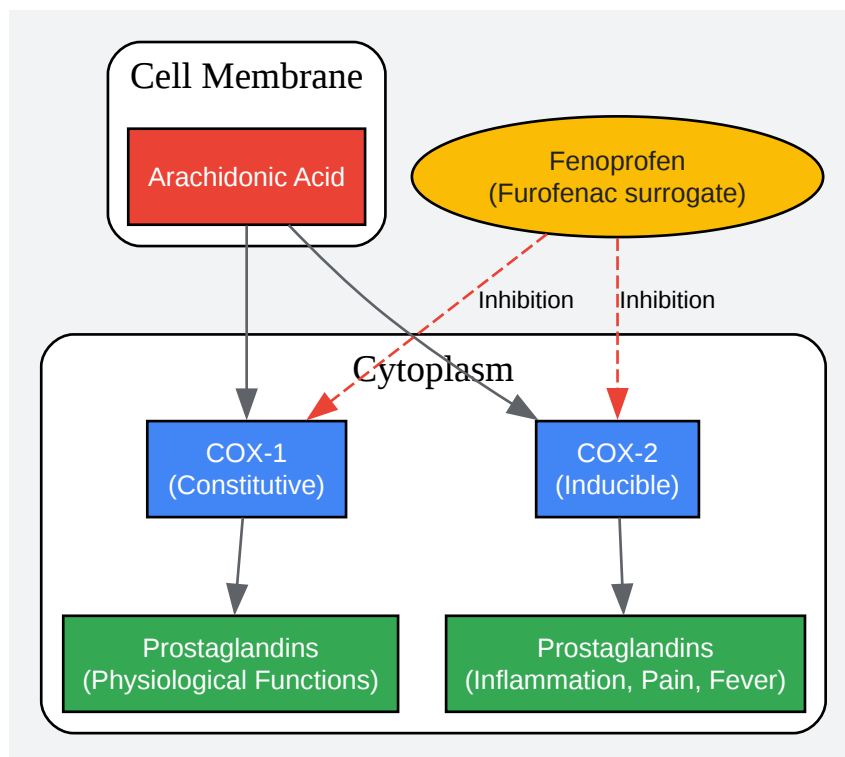 Cell Membrane
Arachidonic Acid
Fenoprofen
(Furofenac surrogate)
Inhibition
Inhibition
Cytoplasm
COX-1
(Constitutive)
COX-2
(Inducible)
Prostaglandins
(Physiological Functions)
Prostaglandins
(Inflammation, Pain, Fever)